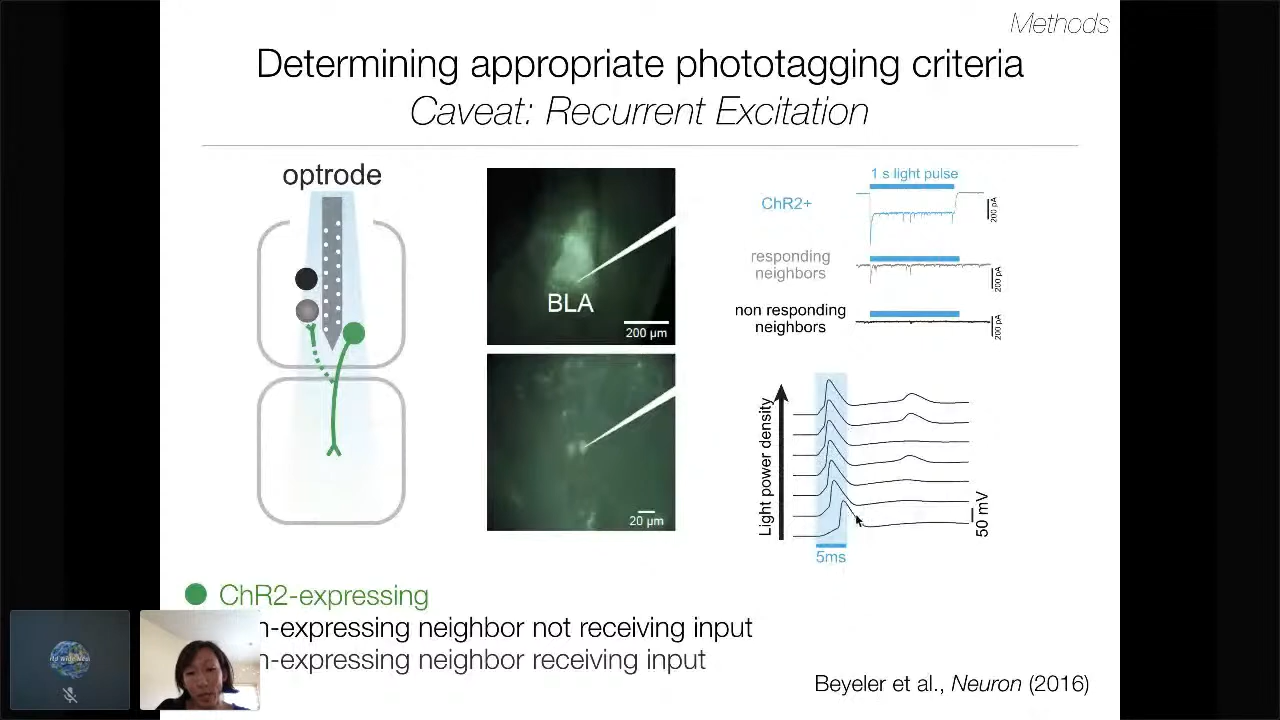 Methods
Determining appropriate phototagging criteria
Caveat: Recurrent Excitation
optrode
BLA
200 µm
20 µm
1 s light pulse
ChR2+
200 pA
responding
neighbors
200 pA
non responding
neighbors
200 pA
Light power density
50 mV
5ms
ChR2-expressing
n-expressing neighbor not receiving input
n-expressing neighbor receiving input
Beyeler et al., Neuron (2016)